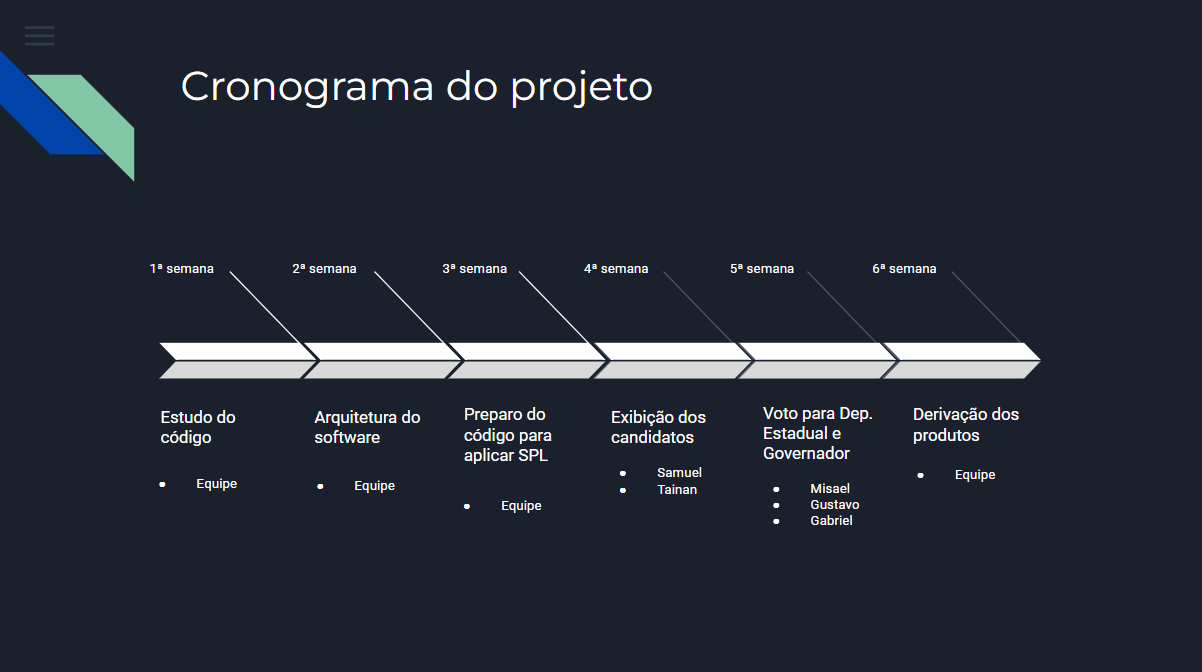 Cronograma do projeto
1ª semana
2ª semana
3ª semana
4ª semana
5ª semana
6ª semana
Estudo do
código
● Equipe
Arquitetura do
software
● Equipe
Preparo do
código para
aplicar SPL
● Equipe
Exibição dos
candidatos
● Samuel
● Tainan
Voto para Dep.
Estadual e
Governador
● Misael
● Gustavo
● Gabriel
Derivação dos
produtos
● Equipe